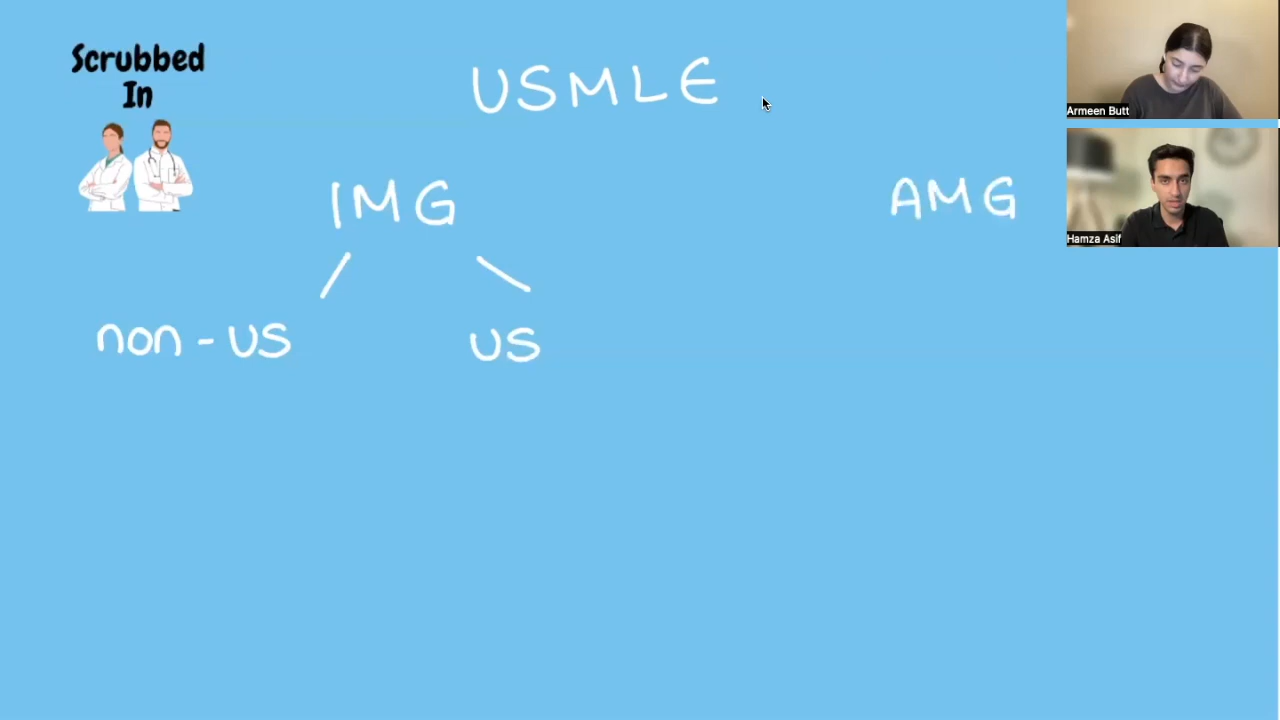 Scrubbed
In
USMLE
IMG
AMG
non-US
US
Armeen Butt
Hamza Asif